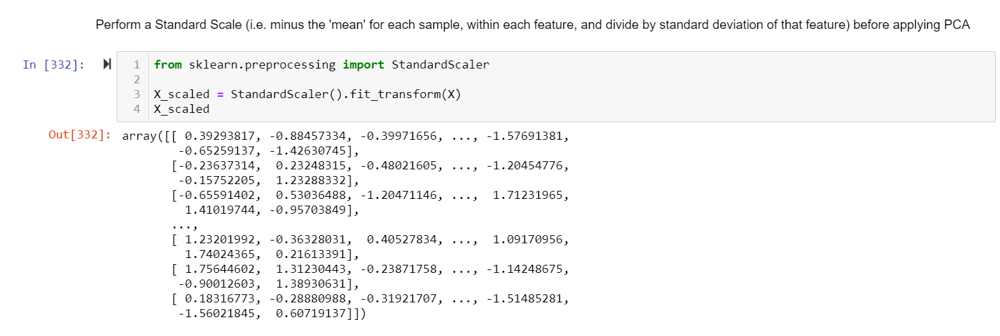 Perform a Standard Scale (i.e. minus the 'mean' for each sample, within each feature, and divide by standard deviation of that feature) before applying PCA
In [332]:
1 from sklearn.preprocessing import StandardScaler
2
3 X_scaled = StandardScaler().fit_transform(X)
4 X_scaled
Out[332]: array([[ 0.39293817, -0.88457334, -0.39971656, ..., -1.57691381,
-0.65259137, -1.42630745],
[-0.23637314,  0.23248315, -0.48021605, ..., -1.20454776,
-0.15752205,  1.23288332],
[-0.65591402,  0.53036488, -1.20471146, ...,  1.71231965,
1.41019744, -0.95703849],
...,
[ 1.23201992, -0.36328031,  0.40527834, ...,  1.09170956,
1.74024365,  0.21613391],
[ 1.75644602,  1.31230443, -0.23871758, ..., -1.14248675,
-0.90012603,  1.38930631],
[ 0.18316773, -0.28880988, -0.31921707, ..., -1.51485281,
-1.56021845,  0.60719137]])